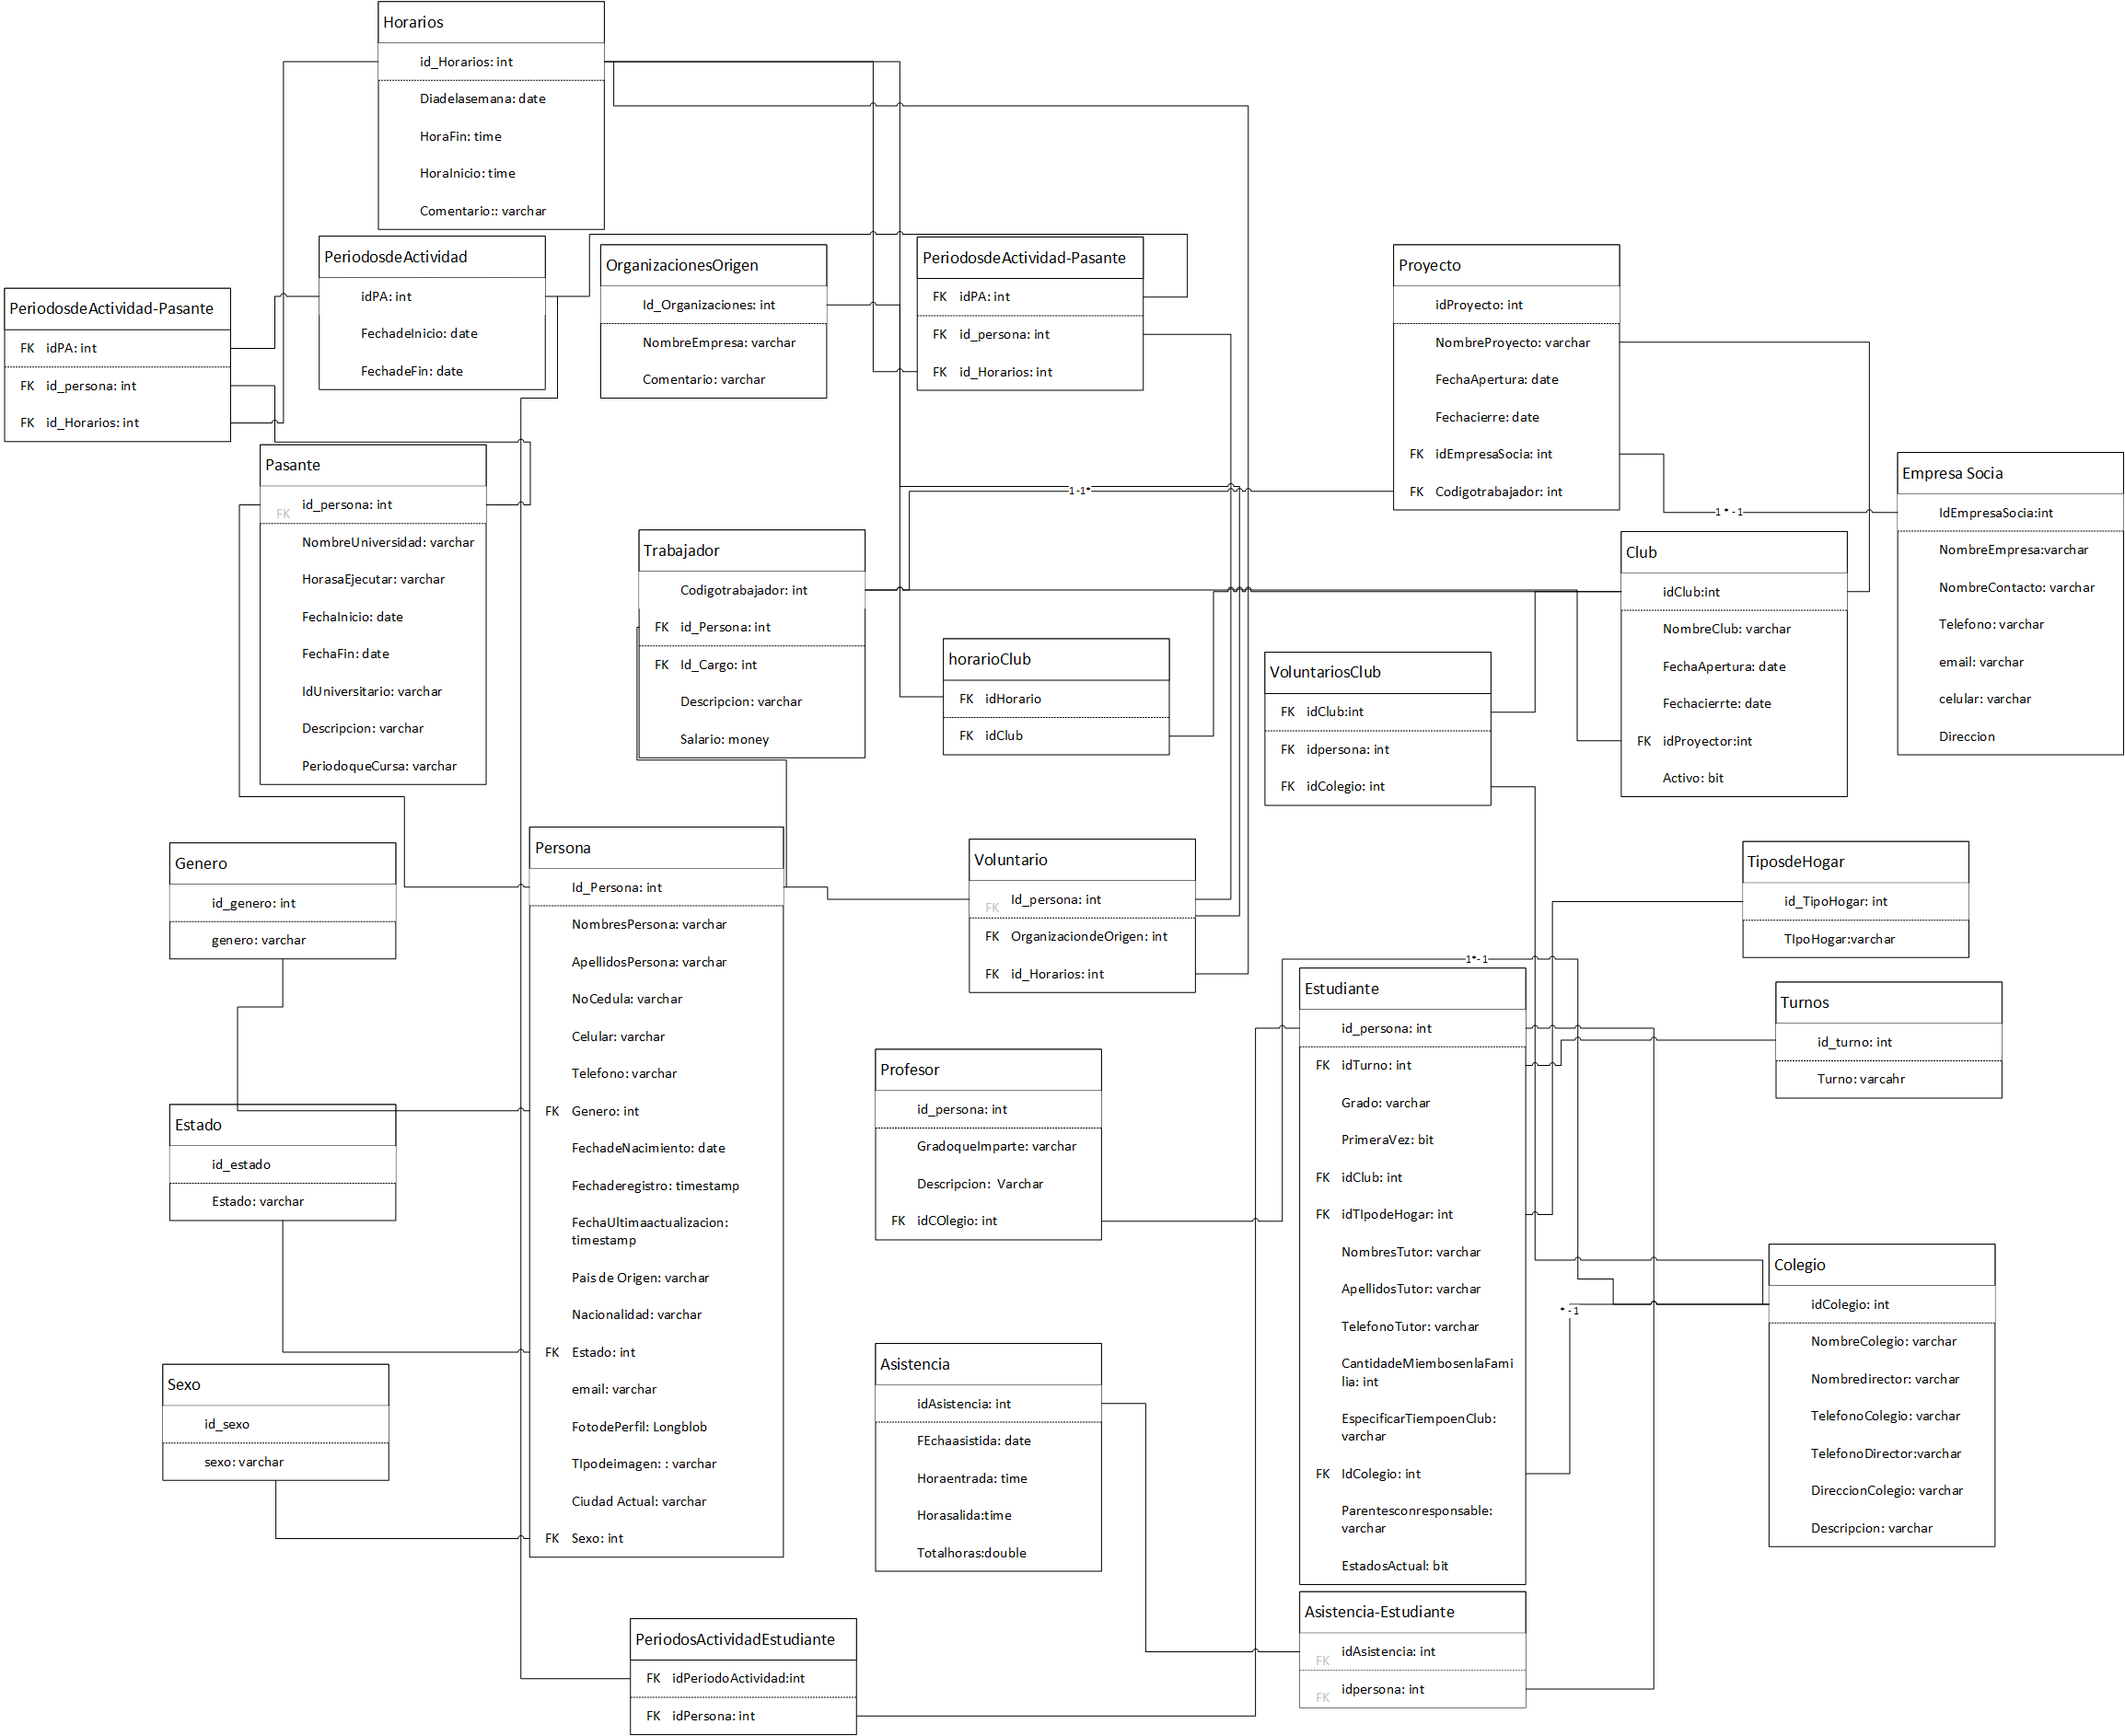 Horarios
id_Horarios: int
Diadelasemana: date
HoraFin: time
HoraInicio: time
Comentario:: varchar
PeriodosdeActividad-Pasante
FK idPA: int
FK id_persona: int
FK id_Horarios: int
PeriodosdeActividad
idPA: int
FechadeInicio: date
FechadeFin: date
OrganizacionesOrigen
Id_Organizaciones: int
NombreEmpresa: varchar
Comentario: varchar
PeriodosdeActividad-Pasante
FK idPA: int
FK id_persona: int
FK id_Horarios: int
Proyecto
idProyecto: int
NombreProyecto: varchar
FechaApertura: date
Fechacierre: date
FK idEmpresaSocia: int
FK Codigotrabajador: int
1-1*
1 * - 1
Empresa Socia
IdEmpresaSocia:int
NombreEmpresa:varchar
NombreContacto: varchar
Telefono: varchar
email: varchar
celular: varchar
Direccion
Pasante
FK id_persona: int
NombreUniversidad: varchar
HorasaEjecutar: varchar
FechaInicio: date
FechaFin: date
IdUniversitario: varchar
Descripcion: varchar
PeriodoqueCursa: varchar
Trabajador
Codigotrabajador: int
FK id_Persona: int
FK Id_Cargo: int
Descripcion: varchar
Salario: money
horarioClub
FK idHorario
FK idClub
VoluntariosClub
FK idClub:int
FK idpersona: int
FK idColegio: int
Club
idClub:int
NombreClub: varchar
FechaApertura: date
Fechacierrte: date
FK idProyector:int
Activo: bit
Genero
id_genero: int
genero: varchar
Estado
id_estado
Estado: varchar
Sexo
id_sexo
sexo: varchar
Persona
Id_Persona: int
NombresPersona: varchar
ApellidosPersona: varchar
NoCedula: varchar
Celular: varchar
Telefono: varchar
FK Genero: int
FechadeNacimiento: date
Fechaderegistro: timestamp
FechaUltimaactualizacion:
timestamp
Pais de Origen: varchar
Nacionalidad: varchar
FK Estado: int
email: varchar
FotodePerfil: Longblob
TIpodeimagen: : varchar
Ciudad Actual: varchar
FK Sexo: int
Voluntario
FK Id_persona: int
FK OrganizaciondeOrigen: int
FK id_Horarios: int
TiposdeHogar
id_TipoHogar: int
TIpoHogar:varchar
Turnos
id_turno: int
Turno: varcahr
Profesor
id_persona: int
GradoqueImparte: varchar
Descripcion: Varchar
FK idCOlegio: int
1*-1
Estudiante
id_persona: int
FK idTurno: int
Grado: varchar
PrimeraVez: bit
FK idClub: int
FK idTIpodeHogar: int
NombresTutor: varchar
ApellidosTutor: varchar
TelefonoTutor: varchar
CantidadeMiembosenlaFami
lia: int
EspecificarTiempoenClub:
varchar
FK IdColegio: int
Parentesconresponsable:
varchar
EstadosActual: bit
* -1
Colegio
idColegio: int
NombreColegio: varchar
Nombredirector: varchar
TelefonoColegio: varchar
TelefonoDirector:varchar
DireccionColegio: varchar
Descripcion: varchar
Asistencia
idAsistencia: int
FEchaasistida: date
Horaentrada: time
Horasalida:time
Totalhoras:double
Asistencia-Estudiante
FK idAsistencia: int
FK idpersona: int
PeriodosActividadEstudiante
FK idPeriodoActividad:int
FK idPersona: int